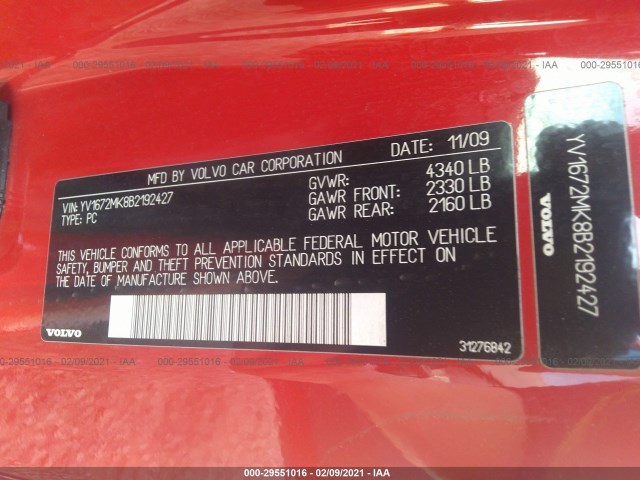 000-29551016 - 02/09/2021 - IAA
MFD BY VOLVO CAR CORPORATION
DATE: 11/09
VIN: YV1672MK8B2192427
TYPE: PC
GVWR: 4340 LB
GAWR FRONT: 2330 LB
GAWR REAR: 2160 LB
THIS VEHICLE CONFORMS TO ALL APPLICABLE FEDERAL MOTOR VEHICLE
SAFETY, BUMPER AND THEFT PREVENTION STANDARDS IN EFFECT ON
THE DATE OF MANUFACTURE SHOWN ABOVE.
VOLVO
31276842
VOLVO
YV1672MK8B2192427
000-29551016 - 02/09/2021 - IAA